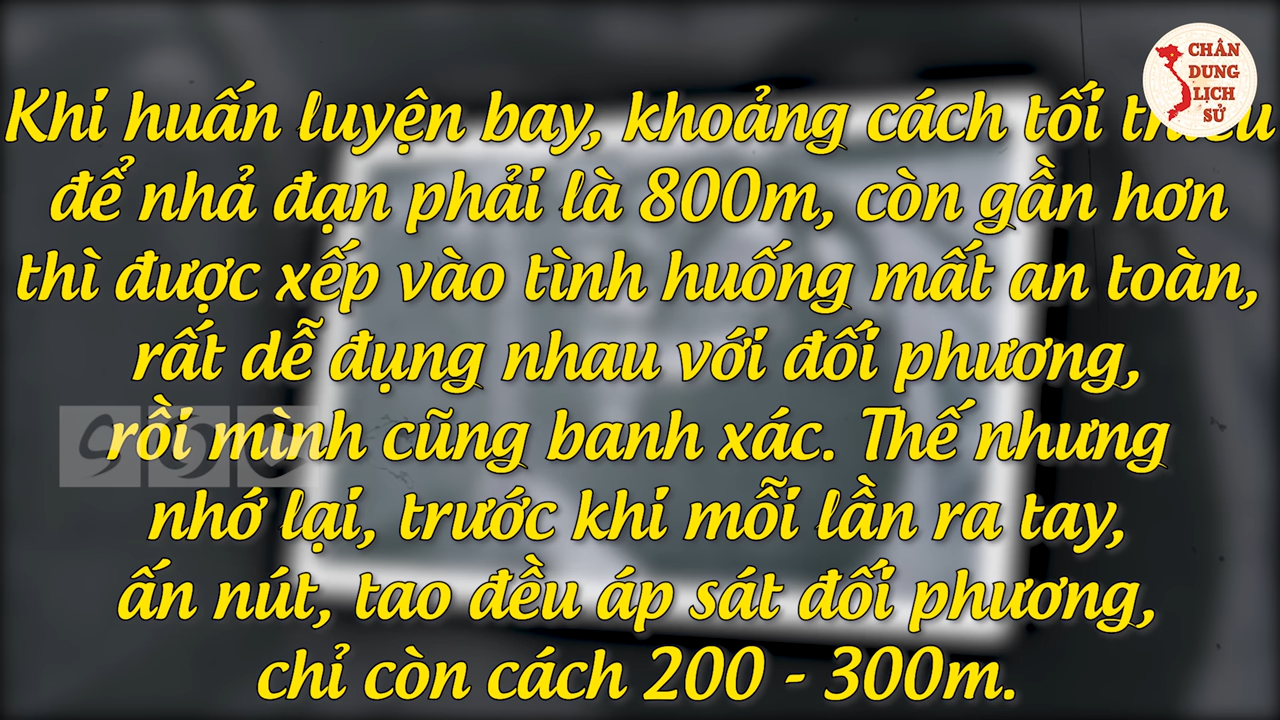 CHÂN
DUNG
LỊCH
SỬ
Khi huấn luyện bay, khoảng cách tối
để nhả đạn phải là 800m, còn gần hơn
thì được xếp vào tình huống mất an toàn,
rất dễ đụng nhau với đối phương,
rồi mình cũng banh xác. Thế nhưng
nhớ lại, trước khi mỗi lần ra tay,
ấn nút, tao đều áp sát đối phương,
chỉ còn cách 200 - 300m.